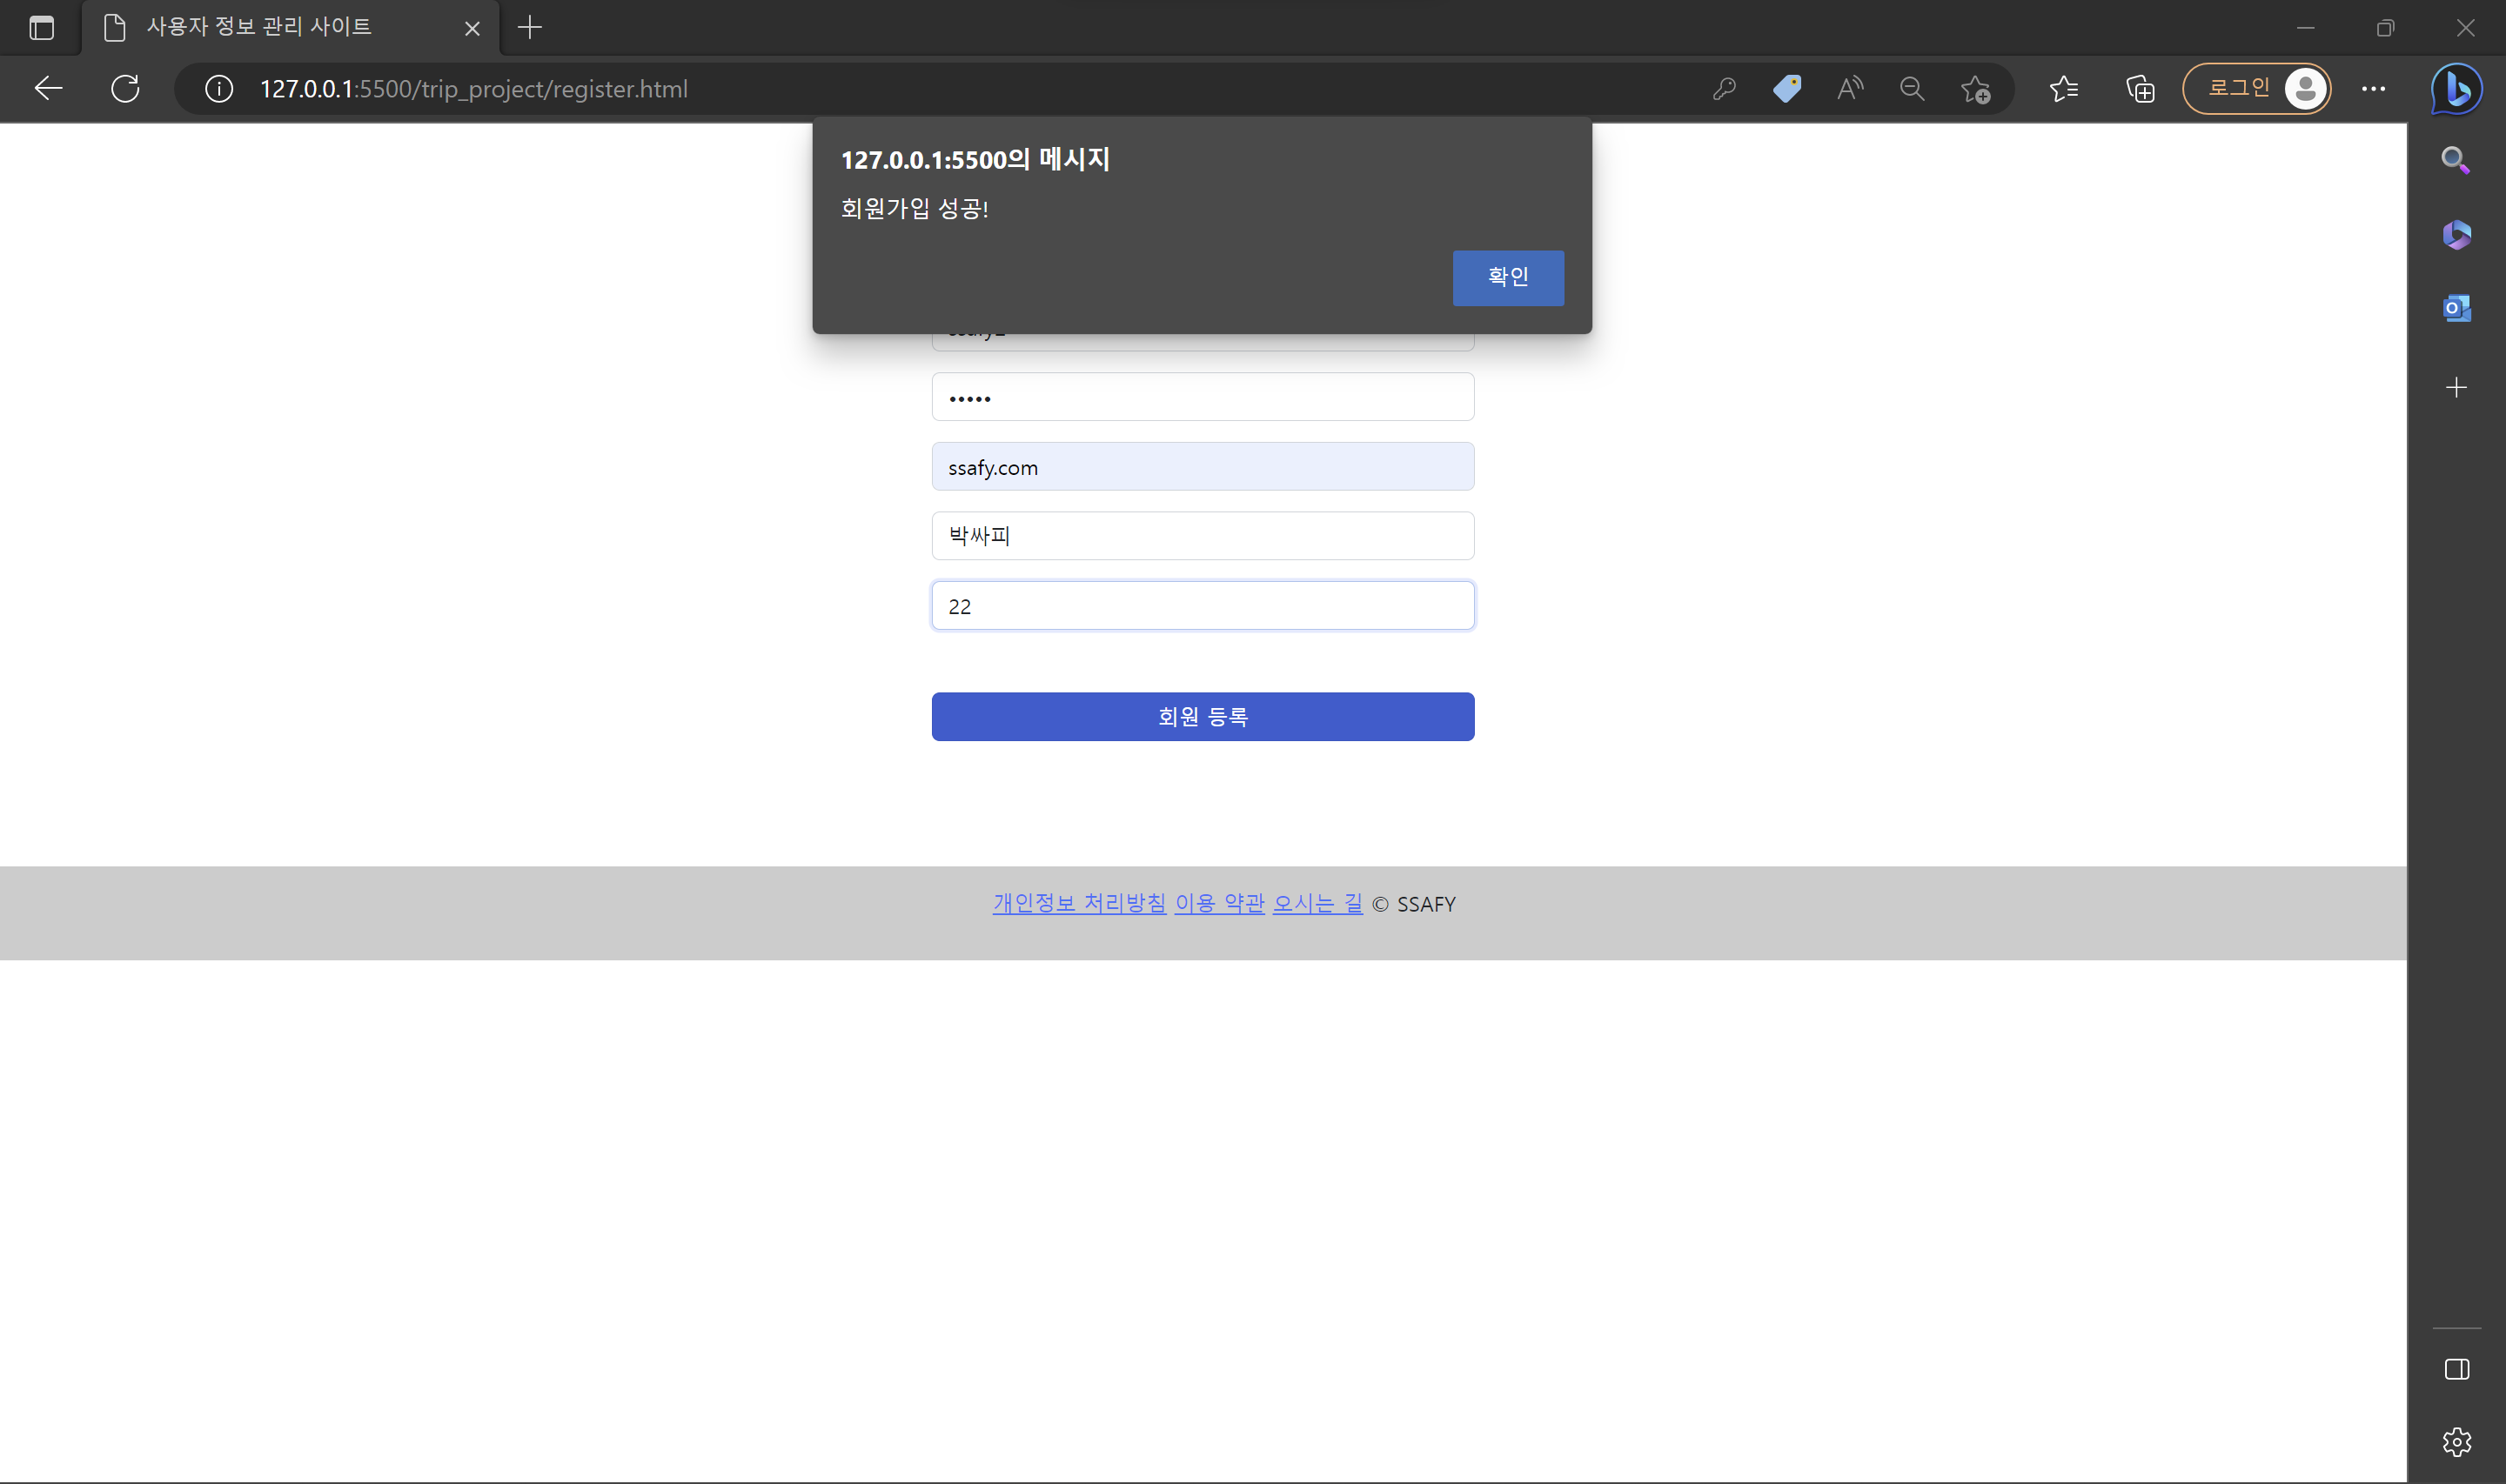 사용자 정보 관리 사이트
127.0.0.1:5500/trip_project/register.html
로그인
127.0.0.1:5500의 메시지
회원가입 성공!
확인
•••••
ssafy.com
박싸피
22
회원 등록
개인정보 처리방침 이용 약관 오시는 길 © SSAFY